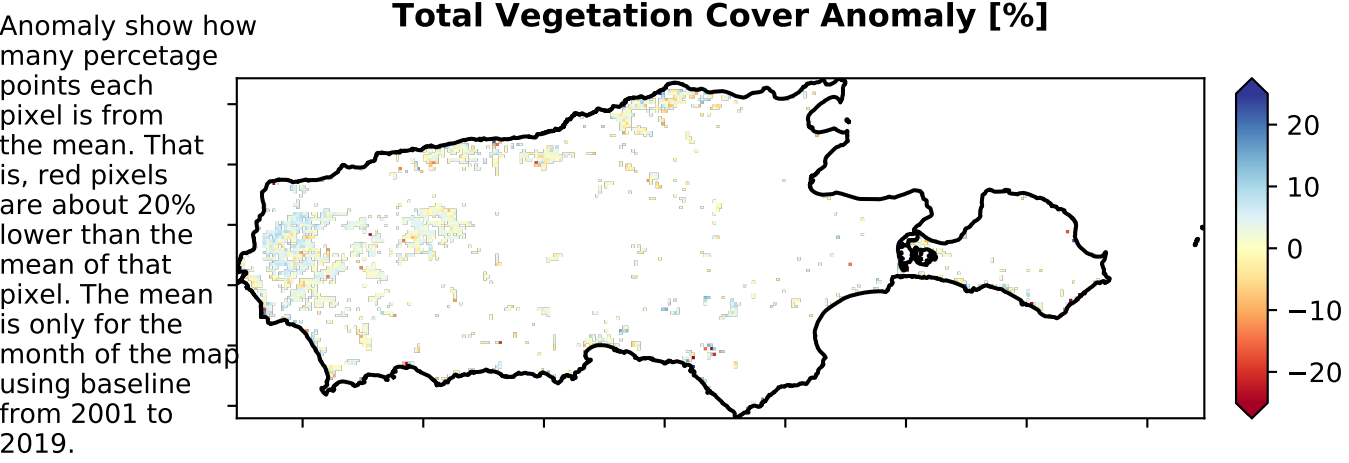 Total Vegetation Cover Anomaly [%]
Anomaly show how
many percetage
points each
pixel is from
the mean. That
is, red pixels
are about 20%
lower than the
mean of that
pixel. The mean
is only for the
month of the map
using baseline
from 2001 to
2019.
20
10
0
−10
−20